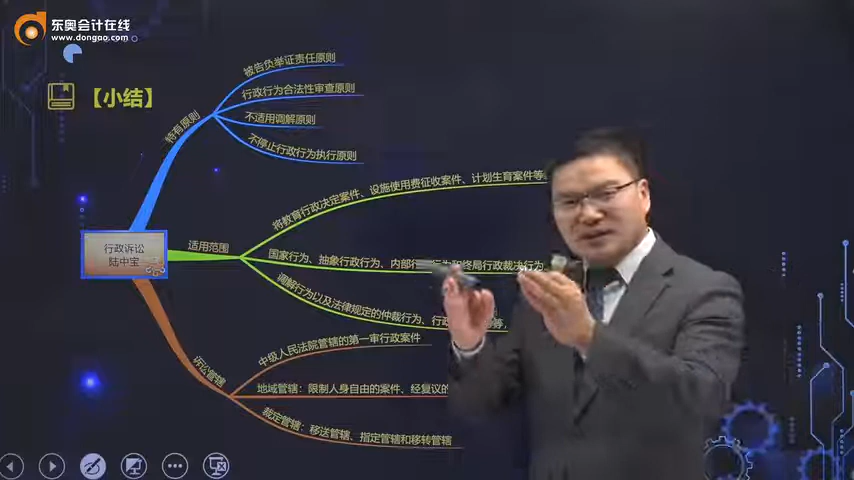 东奥会计在线
www.dongao.com
【小结】
特有原则
被告负举证责任原则
行政行为合法性审查原则
不适用调解原则
不停止行政行为执行原则
行政诉讼
陆中宝
适用范围
将教育行政决定案件、设施使用费征收案件、计划生育案件等
国家行为、抽象行政行为、内部行 行为和终局行政裁决行为
调解行为以及法律规定的仲裁行为、行政 等，
诉讼管辖
中级人民法院管辖的第一审行政案件
地域管辖：限制人身自由的案件、经复议的
裁定管辖：移送管辖、指定管辖和移转管辖